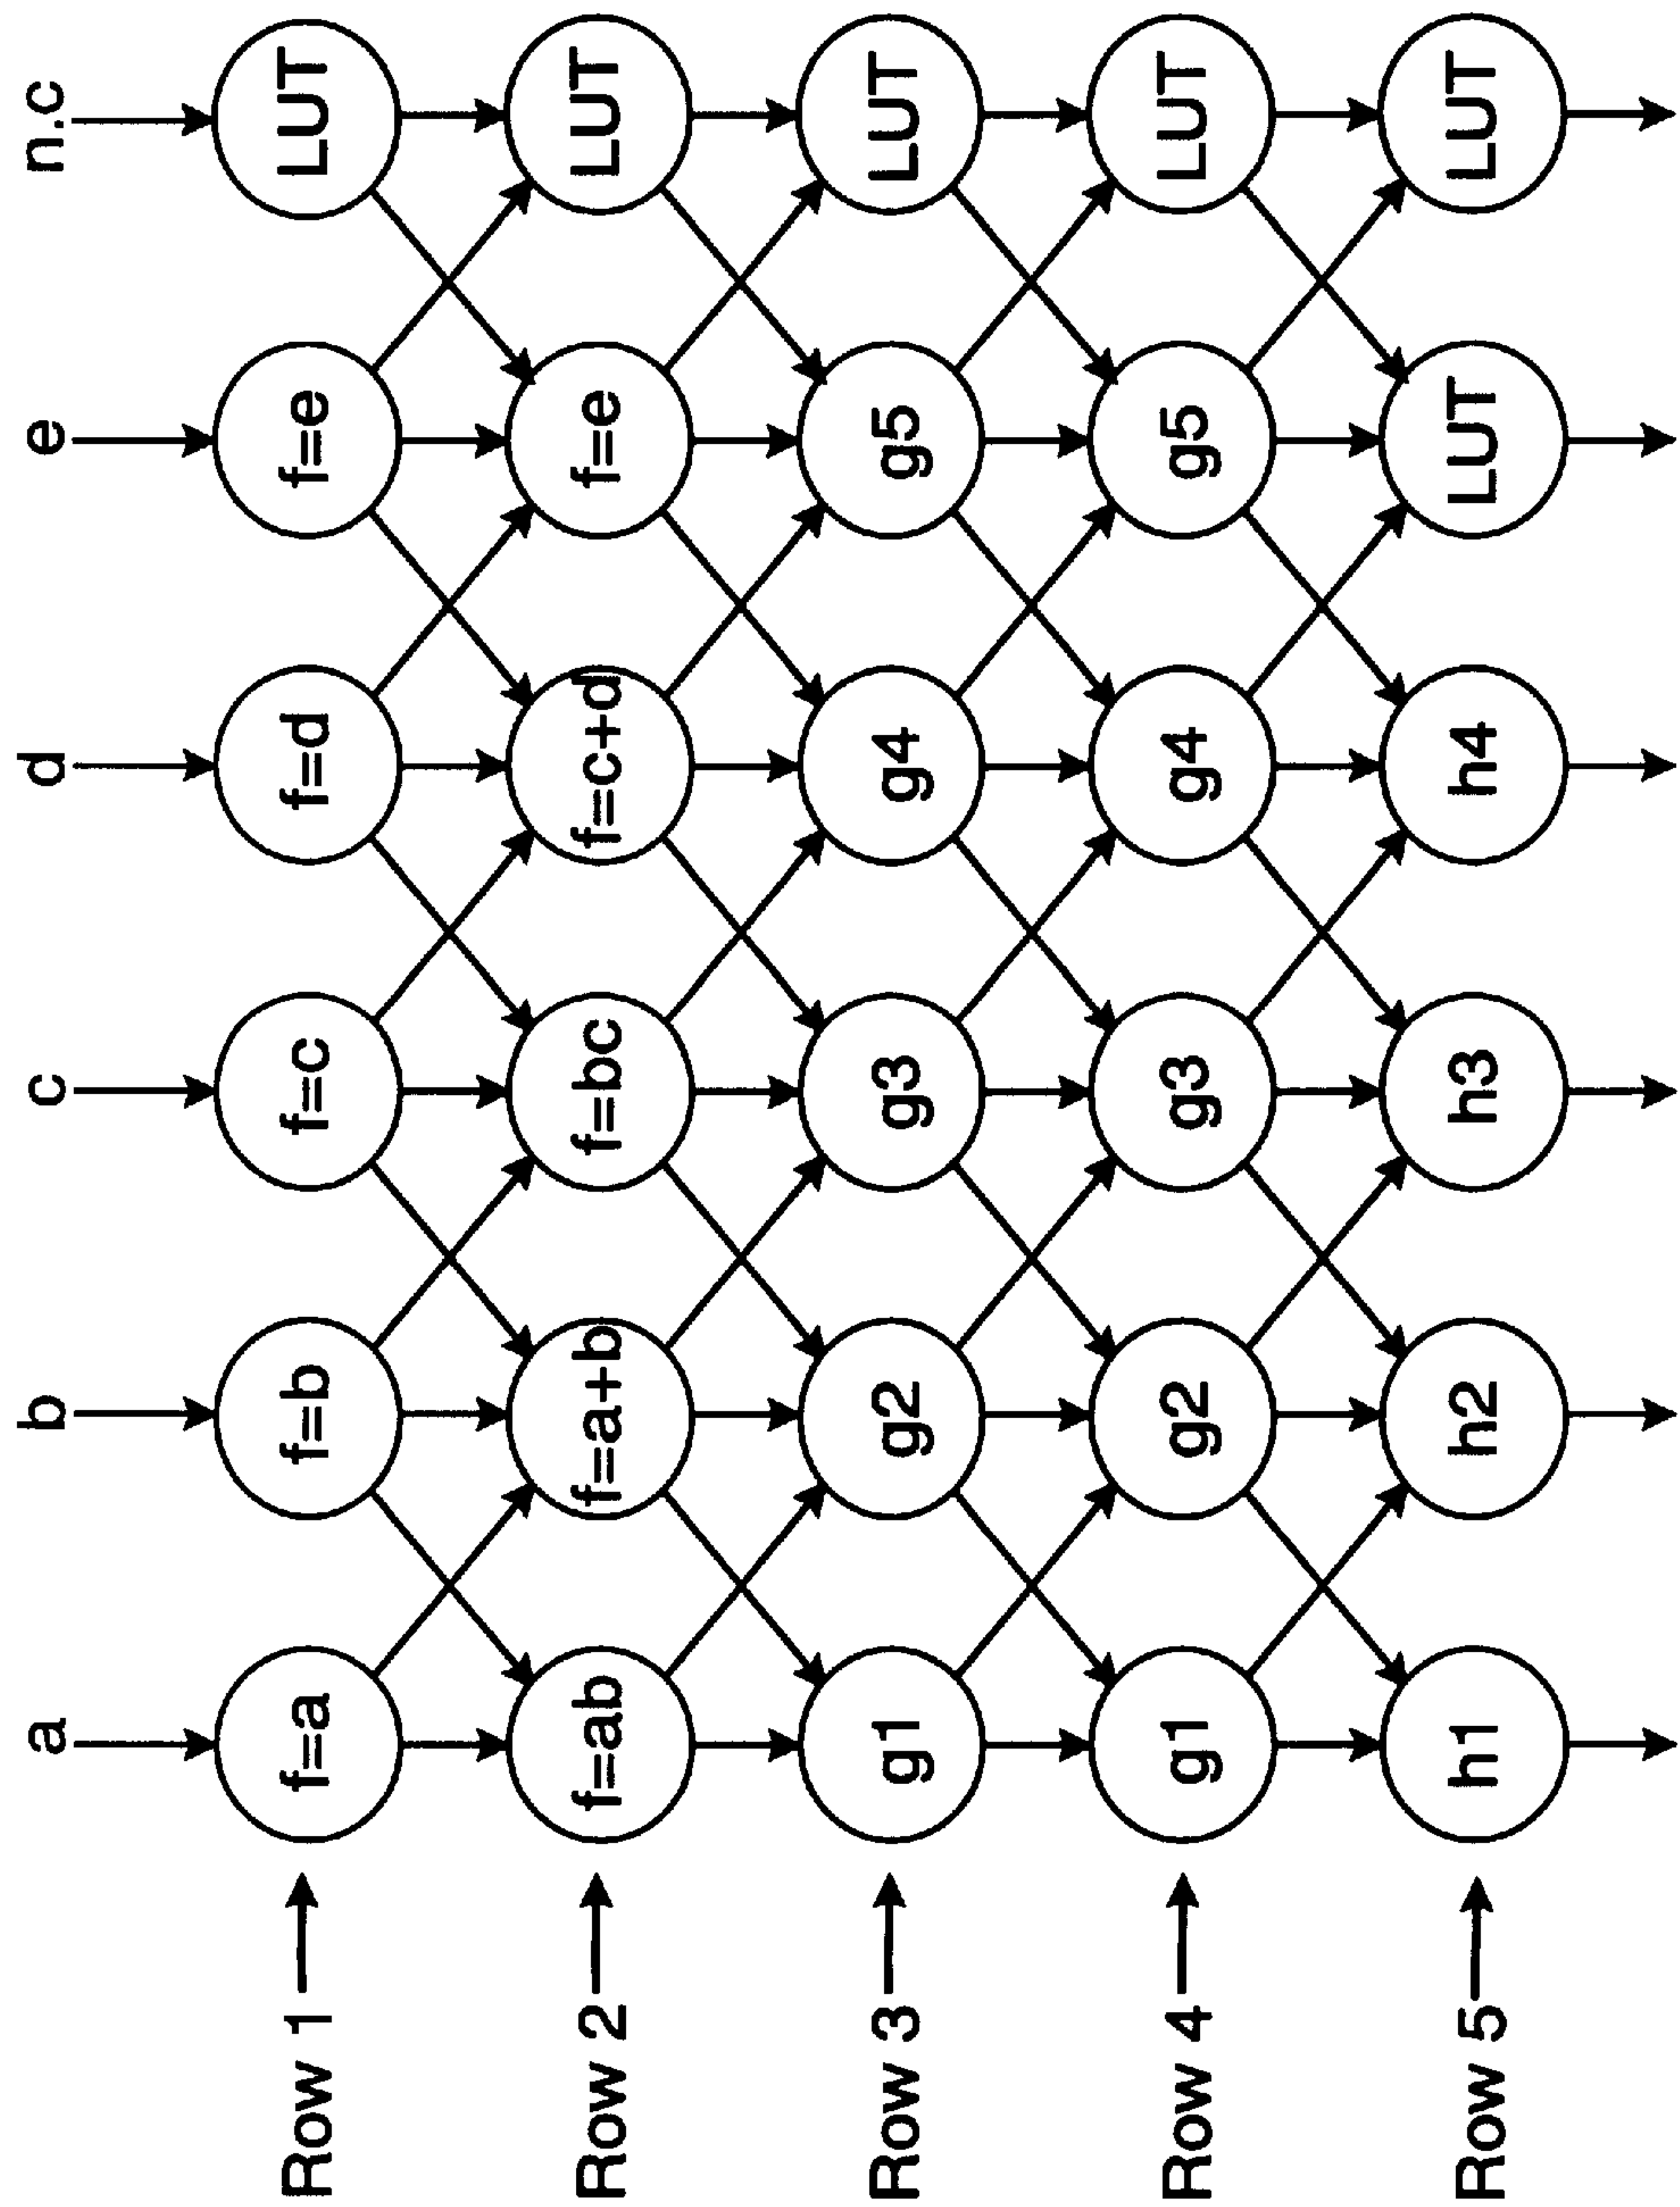 a b c d e n.c
Row 1 f=a f=b f=c f=d f=e LUT
Row 2 f=ab f=a+b f=bc f=c+d f=e LUT
Row 3 g1 g2 g3 g4 g5 LUT
Row 4 g1 g2 g3 g4 g5 LUT
Row 5 h1 h2 h3 h4 LUT LUT